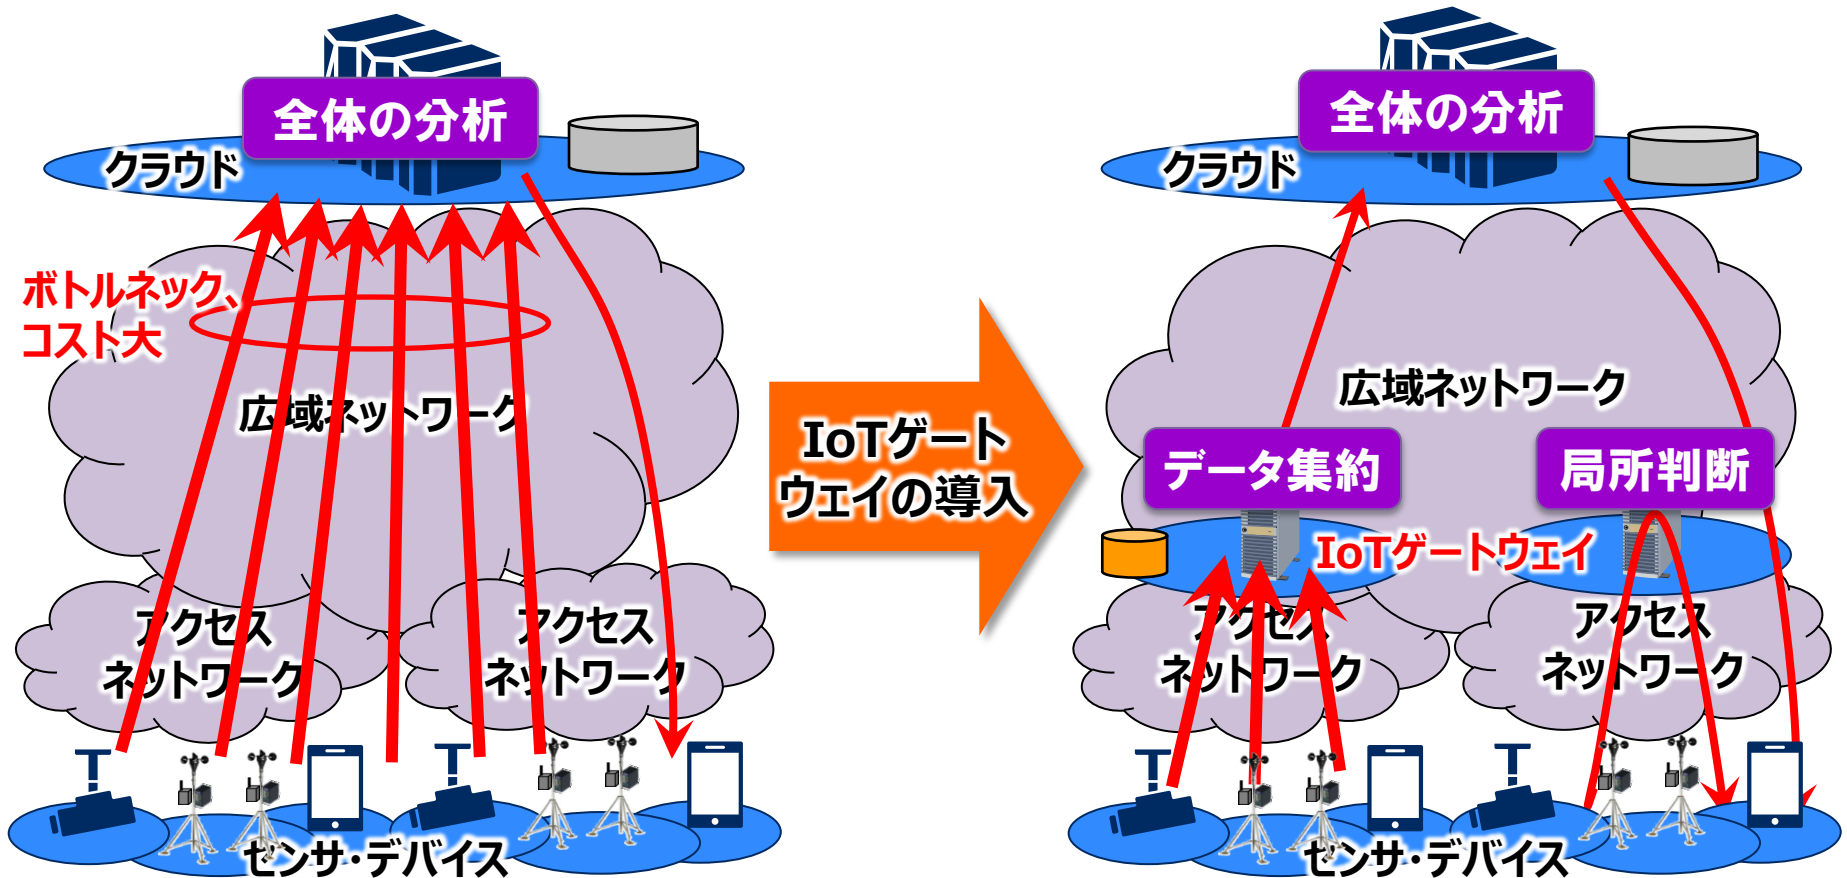 全体の分析
クラウド
ボトルネック、
コスト大
広域ネットワーク
アクセス
ネットワーク
アクセス
ネットワーク
センサ・デバイス
IoTゲート
ウェイの導入
全体の分析
クラウド
広域ネットワーク
データ集約
局所判断
IoTゲートウェイ
アクセス
ネットワーク
アクセス
ネットワーク
センサ・デバイス